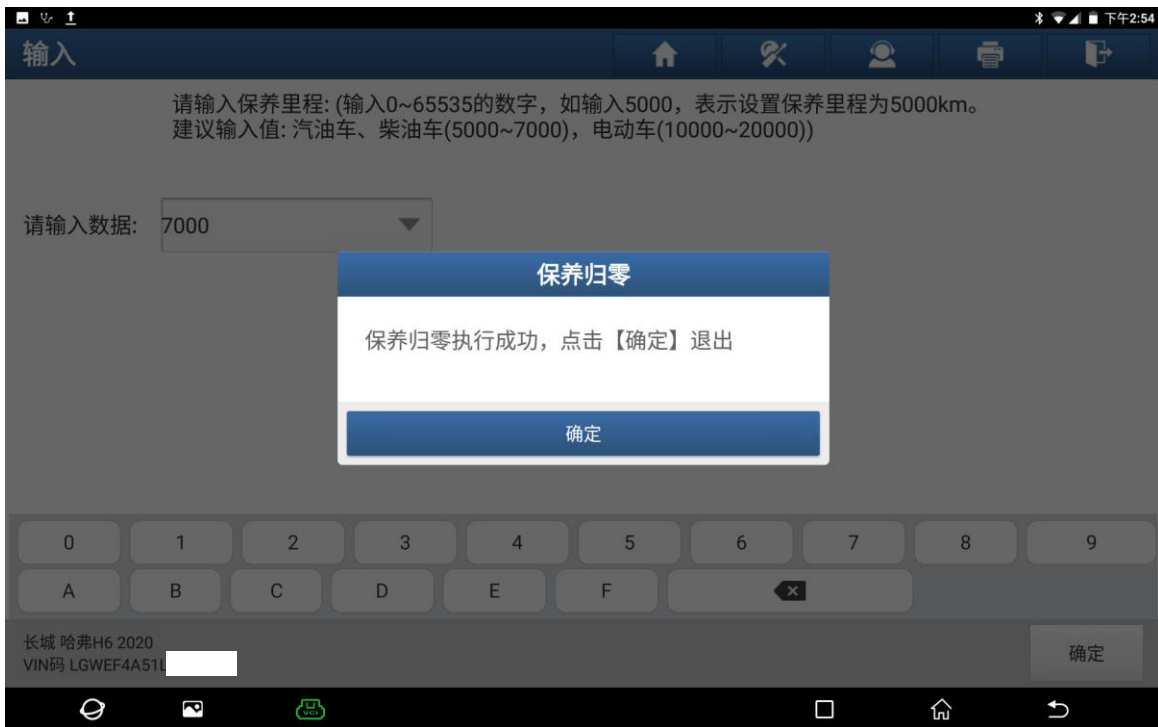 下午2:54
输入
请输入保养里程: (输入0~65535的数字，如输入5000，表示设置保养里程为5000km。
建议输入值: 汽油车、柴油车(5000~7000)，电动车(10000~20000))
请输入数据: 7000
保养归零
保养归零执行成功，点击【确定】退出
确定
0 1 2 3 4 5 6 7 8 9
A B C D E F
长城 哈弗H6 2020
VIN码 LGWEF4A51L
确定
VCI